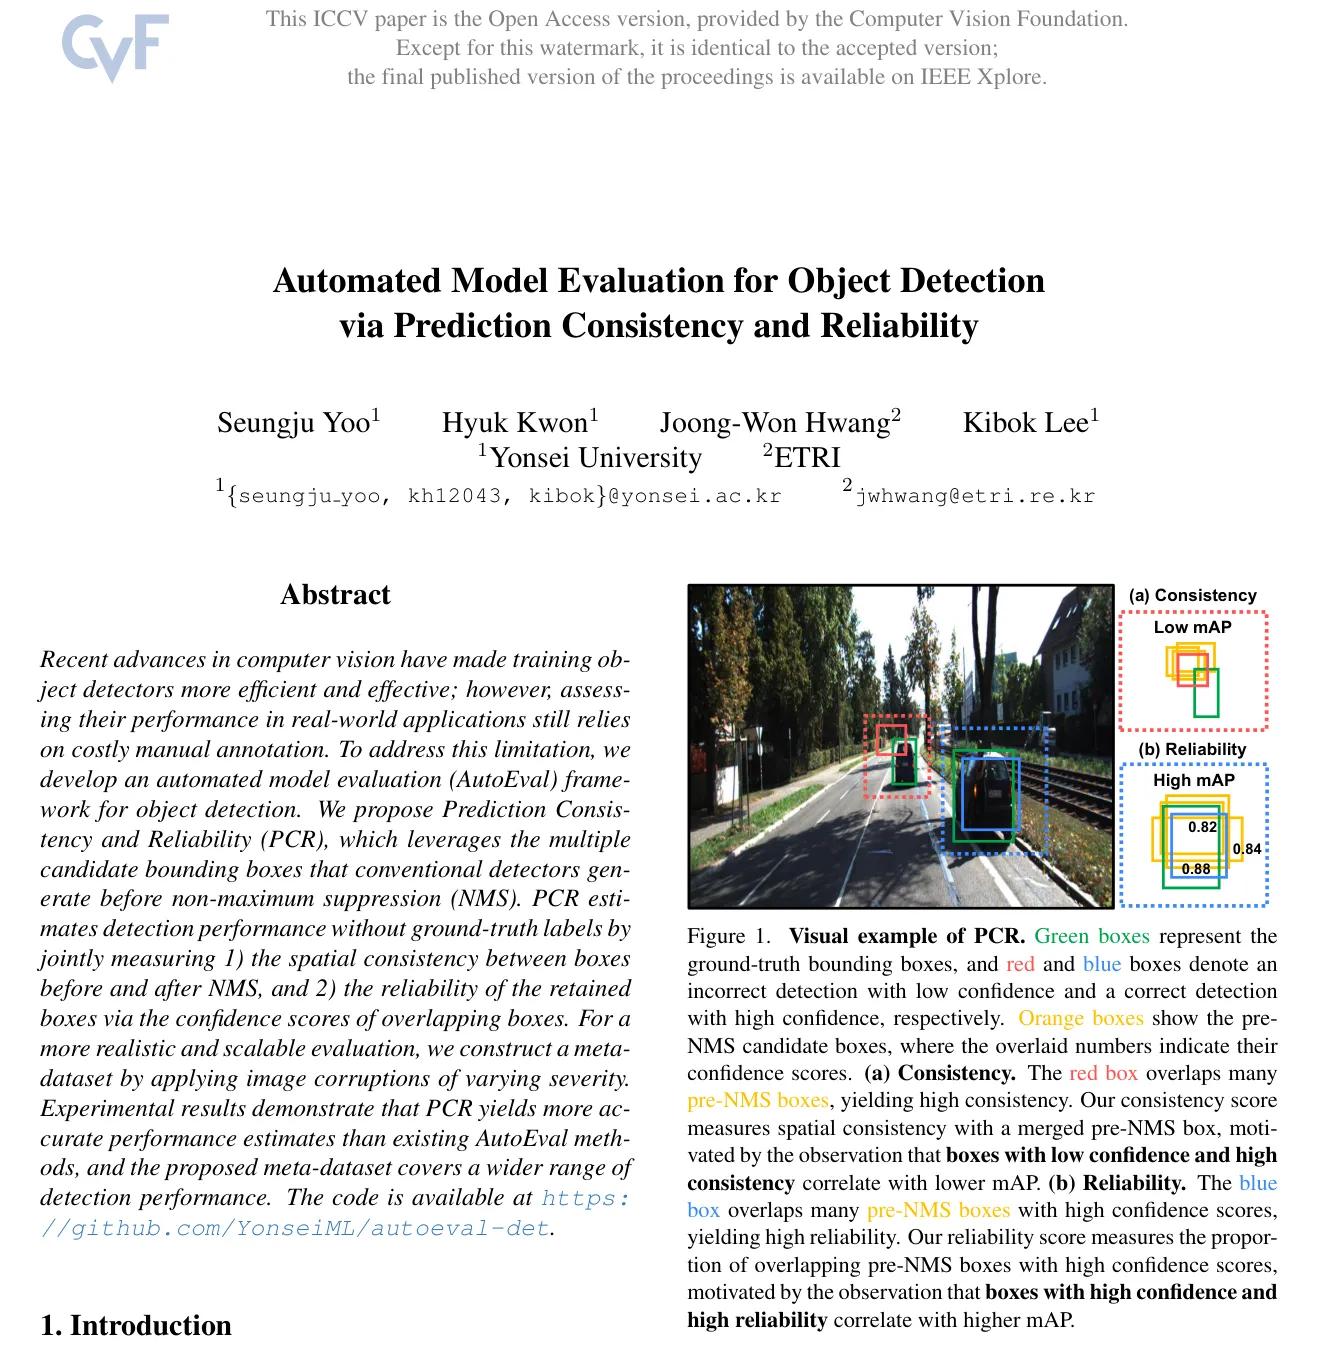 CVF
This ICCV paper is the Open Access version, provided by the Computer Vision Foundation.
Except for this watermark, it is identical to the accepted version;
the final published version of the proceedings is available on IEEE Xplore.
Automated Model Evaluation for Object Detection
via Prediction Consistency and Reliability
Seungju Yoo¹ Hyuk Kwon¹ Joong-Won Hwang² Kibok Lee¹
¹Yonsei University ²ETRI
¹{seungju_yoo, kh12043, kibok}@yonsei.ac.kr ²jwhwang@etri.re.kr
Abstract
Recent advances in computer vision have made training ob-
ject detectors more efficient and effective; however, assess-
ing their performance in real-world applications still relies
on costly manual annotation. To address this limitation, we
develop an automated model evaluation (AutoEval) frame-
work for object detection. We propose Prediction Consis-
tency and Reliability (PCR), which leverages the multiple
candidate bounding boxes that conventional detectors gen-
erate before non-maximum suppression (NMS). PCR esti-
mates detection performance without ground-truth labels by
jointly measuring 1) the spatial consistency between boxes
before and after NMS, and 2) the reliability of the retained
boxes via the confidence scores of overlapping boxes. For a
more realistic and scalable evaluation, we construct a meta-
dataset by applying image corruptions of varying severity.
Experimental results demonstrate that PCR yields more ac-
curate performance estimates than existing AutoEval meth-
ods, and the proposed meta-dataset covers a wider range of
detection performance. The code is available at https:
//github.com/YonseiML/autoeval-det.
1. Introduction
(a) Consistency
Low mAP
(b) Reliability
High mAP
0.82
0.84
0.88
Figure 1. Visual example of PCR. Green boxes represent the
ground-truth bounding boxes, and red and blue boxes denote an
incorrect detection with low confidence and a correct detection
with high confidence, respectively. Orange boxes show the pre-
NMS candidate boxes, where the overlaid numbers indicate their
confidence scores. (a) Consistency. The red box overlaps many
pre-NMS boxes, yielding high consistency. Our consistency score
measures spatial consistency with a merged pre-NMS box, moti-
vated by the observation that boxes with low confidence and high
consistency correlate with lower mAP. (b) Reliability. The blue
box overlaps many pre-NMS boxes with high confidence scores,
yielding high reliability. Our reliability score measures the propor-
tion of overlapping pre-NMS boxes with high confidence scores,
motivated by the observation that boxes with high confidence and
high reliability correlate with higher mAP.